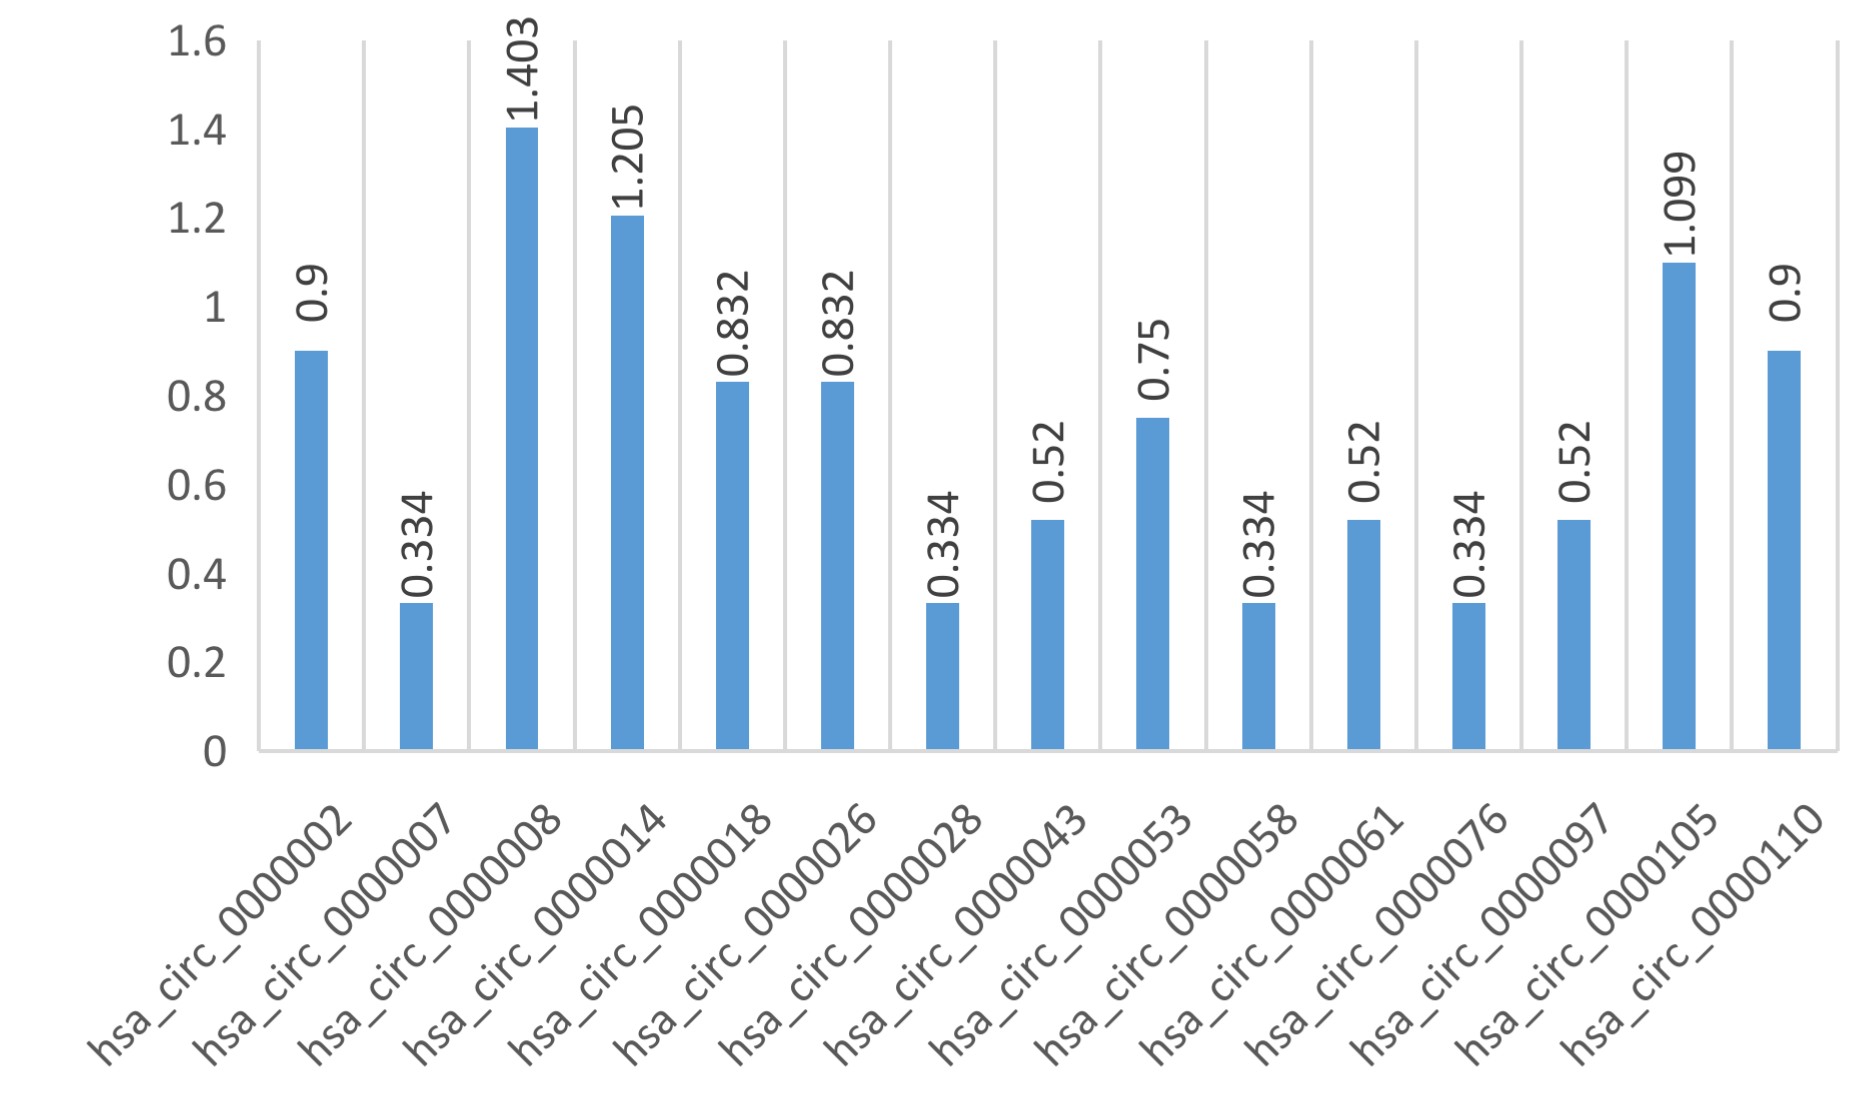 1.6
1.4
1.2
1
0.8
0.6
0.4
0.2
0
0.9
0.334
1.403
1.205
0.832
0.832
0.334
0.52
0.75
0.334
0.52
0.334
0.52
1.099
0.9
hsa_circ_0000002
hsa_circ_0000007
hsa_circ_0000008
hsa_circ_0000014
hsa_circ_0000018
hsa_circ_0000026
hsa_circ_0000028
hsa_circ_0000043
hsa_circ_0000053
hsa_circ_0000058
hsa_circ_0000061
hsa_circ_0000076
hsa_circ_0000097
hsa_circ_0000105
hsa_circ_0000110